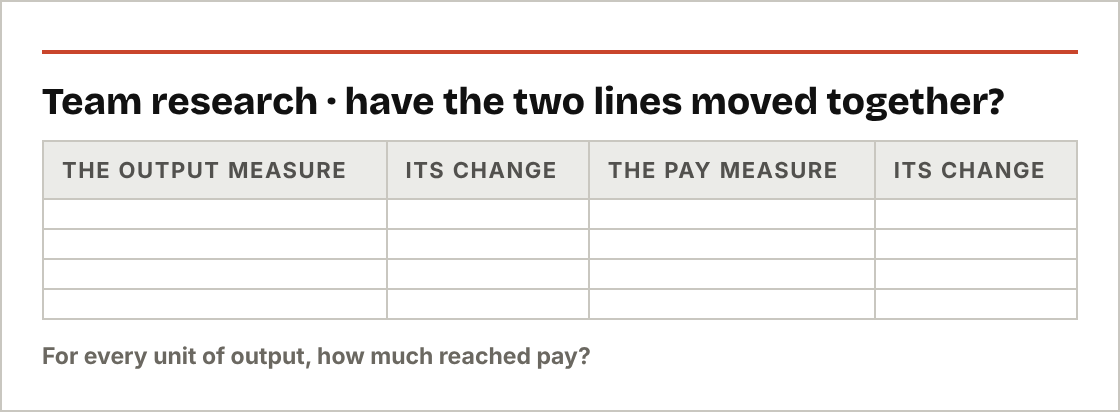 Team research · have the two lines moved together?
THE OUTPUT MEASURE ITS CHANGE THE PAY MEASURE ITS CHANGE
For every unit of output, how much reached pay?